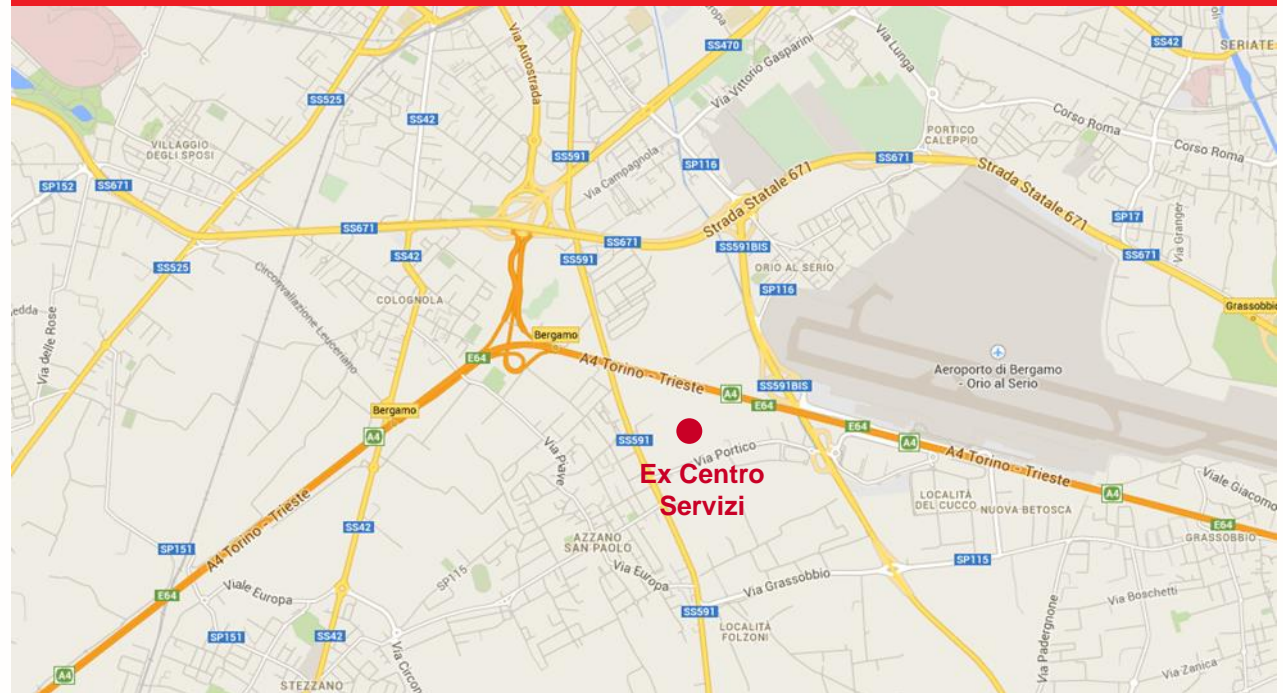 Europa
SS470
Via Vittorio Gasparini
Via Lunga
SS42
SERIATE
Via Autostrada
SS525
SS42
Corso Roma
Corso Roma
PORTICO
CALEPPIO
VILLAGGIO
DEGLI SPOSI
SS591
SP116
SS671
Via Campagnola
Strada Statale 671
Strada Statale 671
SP152
SS671
SP17
Via Granger
SS671
SS671
SS591BIS
SS671
SS42
SS591
SS525
ORIO AL SERIO
SP116
Circonvallazione Leuceriano
COLOGNOLA
Grassobbio
Via delle Rose
Bergamo
E64
A4 Torino - Trieste
Aeroporto di Bergamo
- Orio al Serio
SS591BIS
A4
E64
Bergamo
A4
SS591
E64
A4
Via Portico
A4 Torino - Trieste
Ex Centro
Servizi
Via Piave
Viale Giacomo
A4
LOCALITÀ
DEL CUCCO
NUOVA BETOSCA
A4 Torino - Trieste
SS42
E64
GRASSOBBIO
AZZANO
SAN PAOLO
SP151
SP115
SP115
Via Europa
Via Grassobbio
Viale Europa
E64
Via Boschetti
SS591
LOCALITÀ
FOLZONI
Via Padergnone
SP151
SS42
Via Circon
Via Zanica
A4
STEZZANO